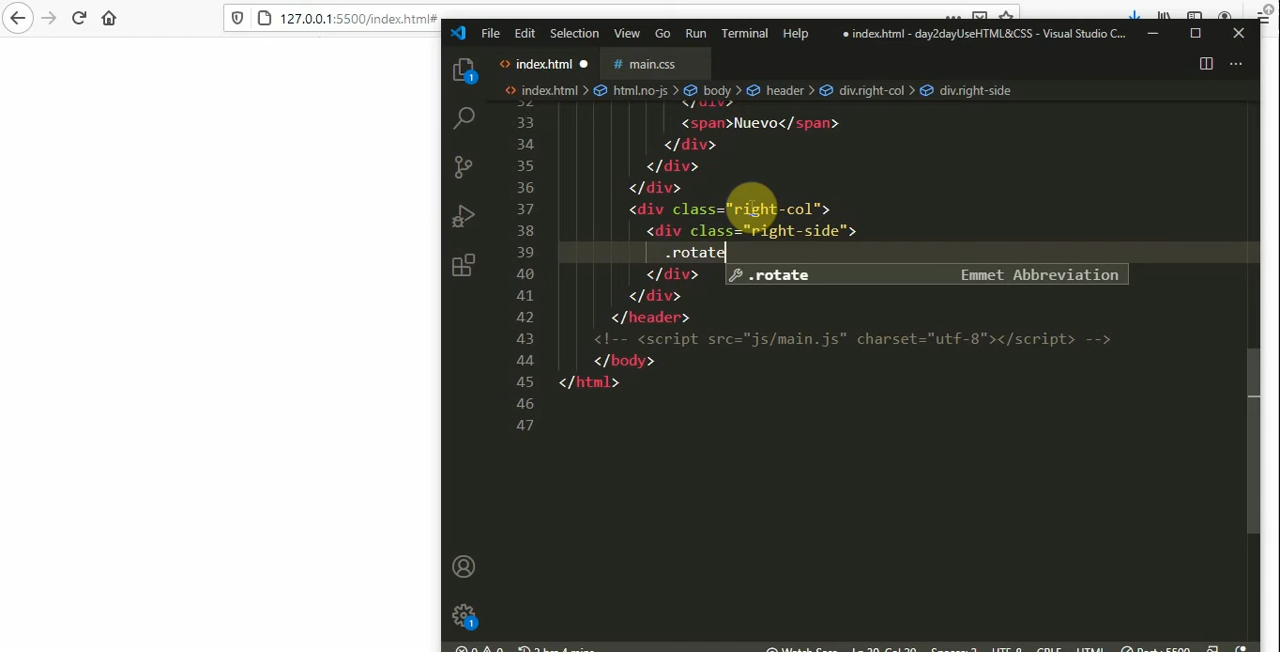 127.0.0.1:5500/index.html#
File Edit Selection View Go Run Terminal Help ● index.html - day2dayUseHTML&CSS - Visual Studio C...
<> index.html ● # main.css
<> index.html > html.no-js > body > header > div.right-col > div.right-side
1
32 </div>
33 <span>Nuevo</span>
34 </div>
35 </div>
36 </div>
37 <div class="right-col">
38 <div class="right-side">
39 .rotate
.rotate Emmet Abbreviation
40 </div>
41 </div>
42 </header>
43 <!-- <script src="js/main.js" charset="utf-8"></script> -->
44 </body>
45 </html>
46
47
1